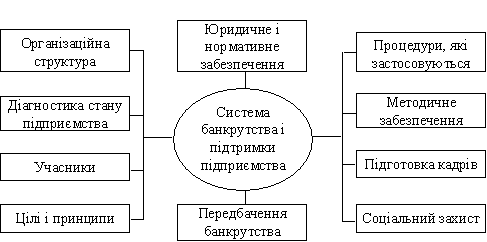 Організаційна
структура
Діагностика стану
підприємства
Учасники
Цілі і принципи
Юридичне і
нормативне
забезпечення
Система
банкрутства і
підтримки
підприємства
Передбачення
банкрутства
Процедури, які
застосовуються
Методичне
забезпечення
Підготовка кадрів
Соціальний захист